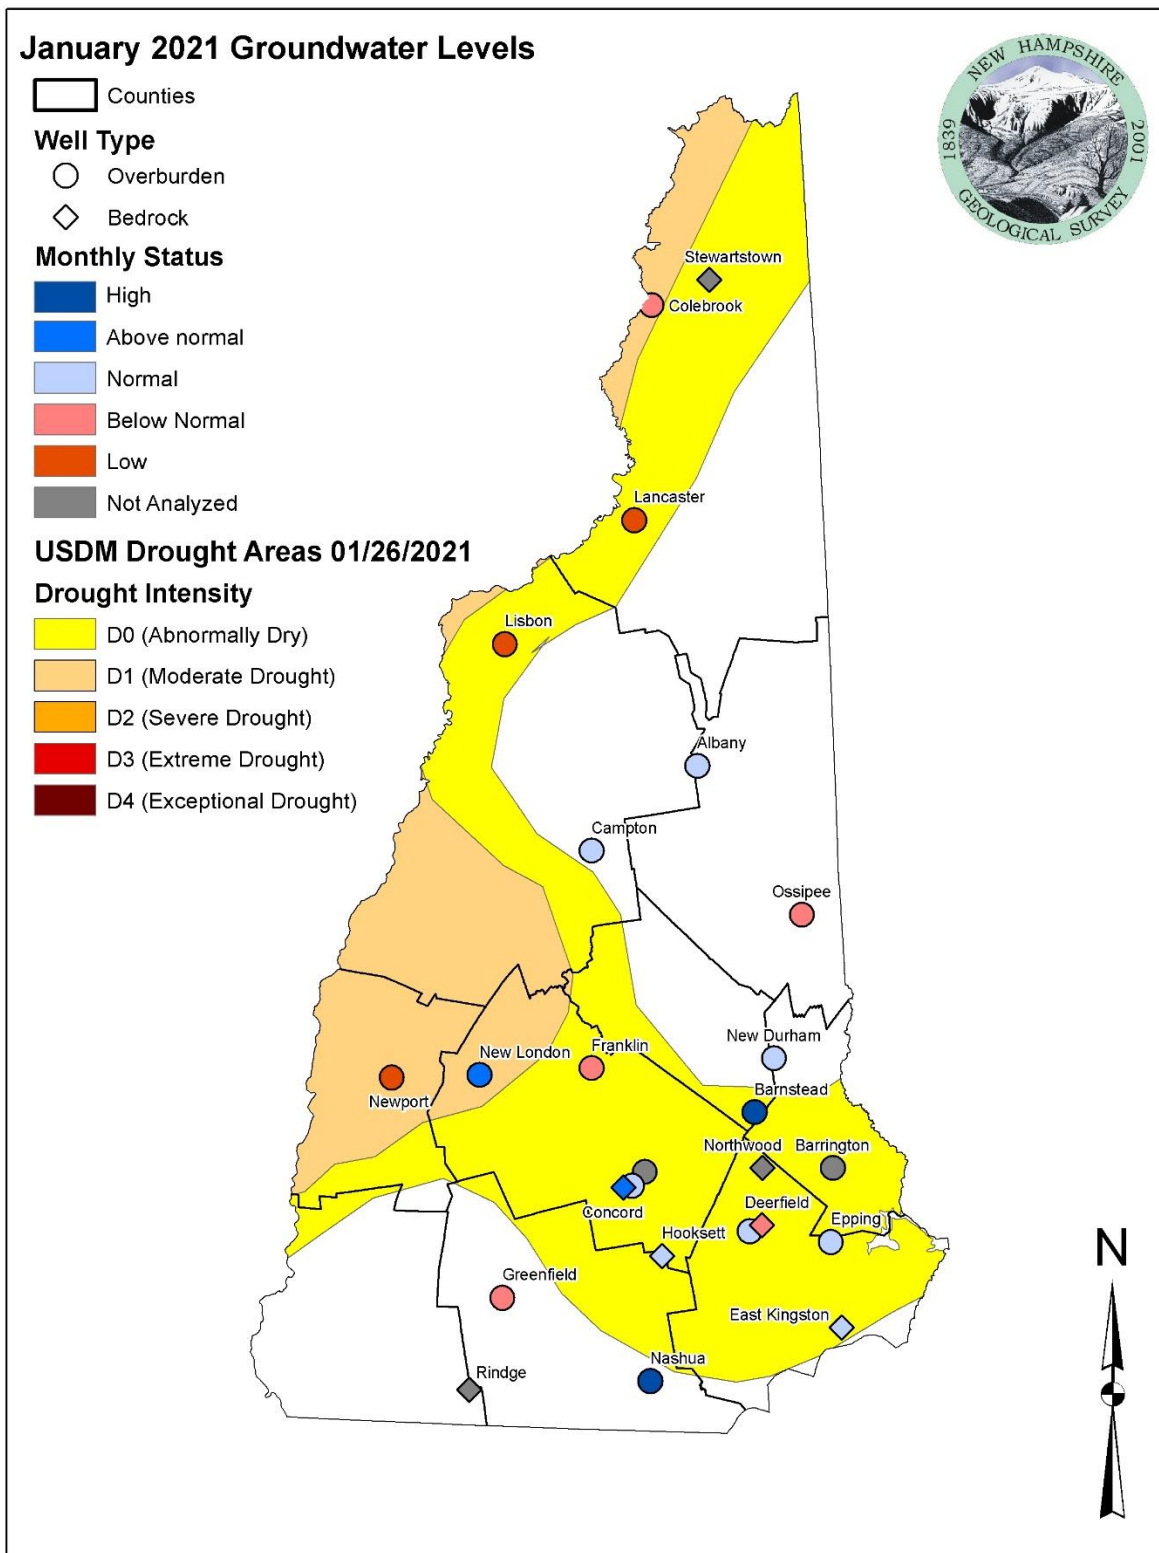 January 2021 Groundwater Levels
Counties
Well Type
Overburden
Bedrock
Monthly Status
High
Above normal
Normal
Below Normal
Low
Not Analyzed
USDM Drought Areas 01/26/2021
Drought Intensity
D0 (Abnormally Dry)
D1 (Moderate Drought)
D2 (Severe Drought)
D3 (Extreme Drought)
D4 (Exceptional Drought)
NEW HAMPSHIRE
1839
2001
GEOLOGICAL SURVEY
Stewartstown
Colebrook
Lancaster
Lisbon
Albany
Campton
Ossipee
New Durham
Franklin
New London
Newport
Barnstead
Northwood
Barrington
Concord
Deerfield
Epping
Hooksett
Greenfield
East Kingston
Nashua
Rindge
N